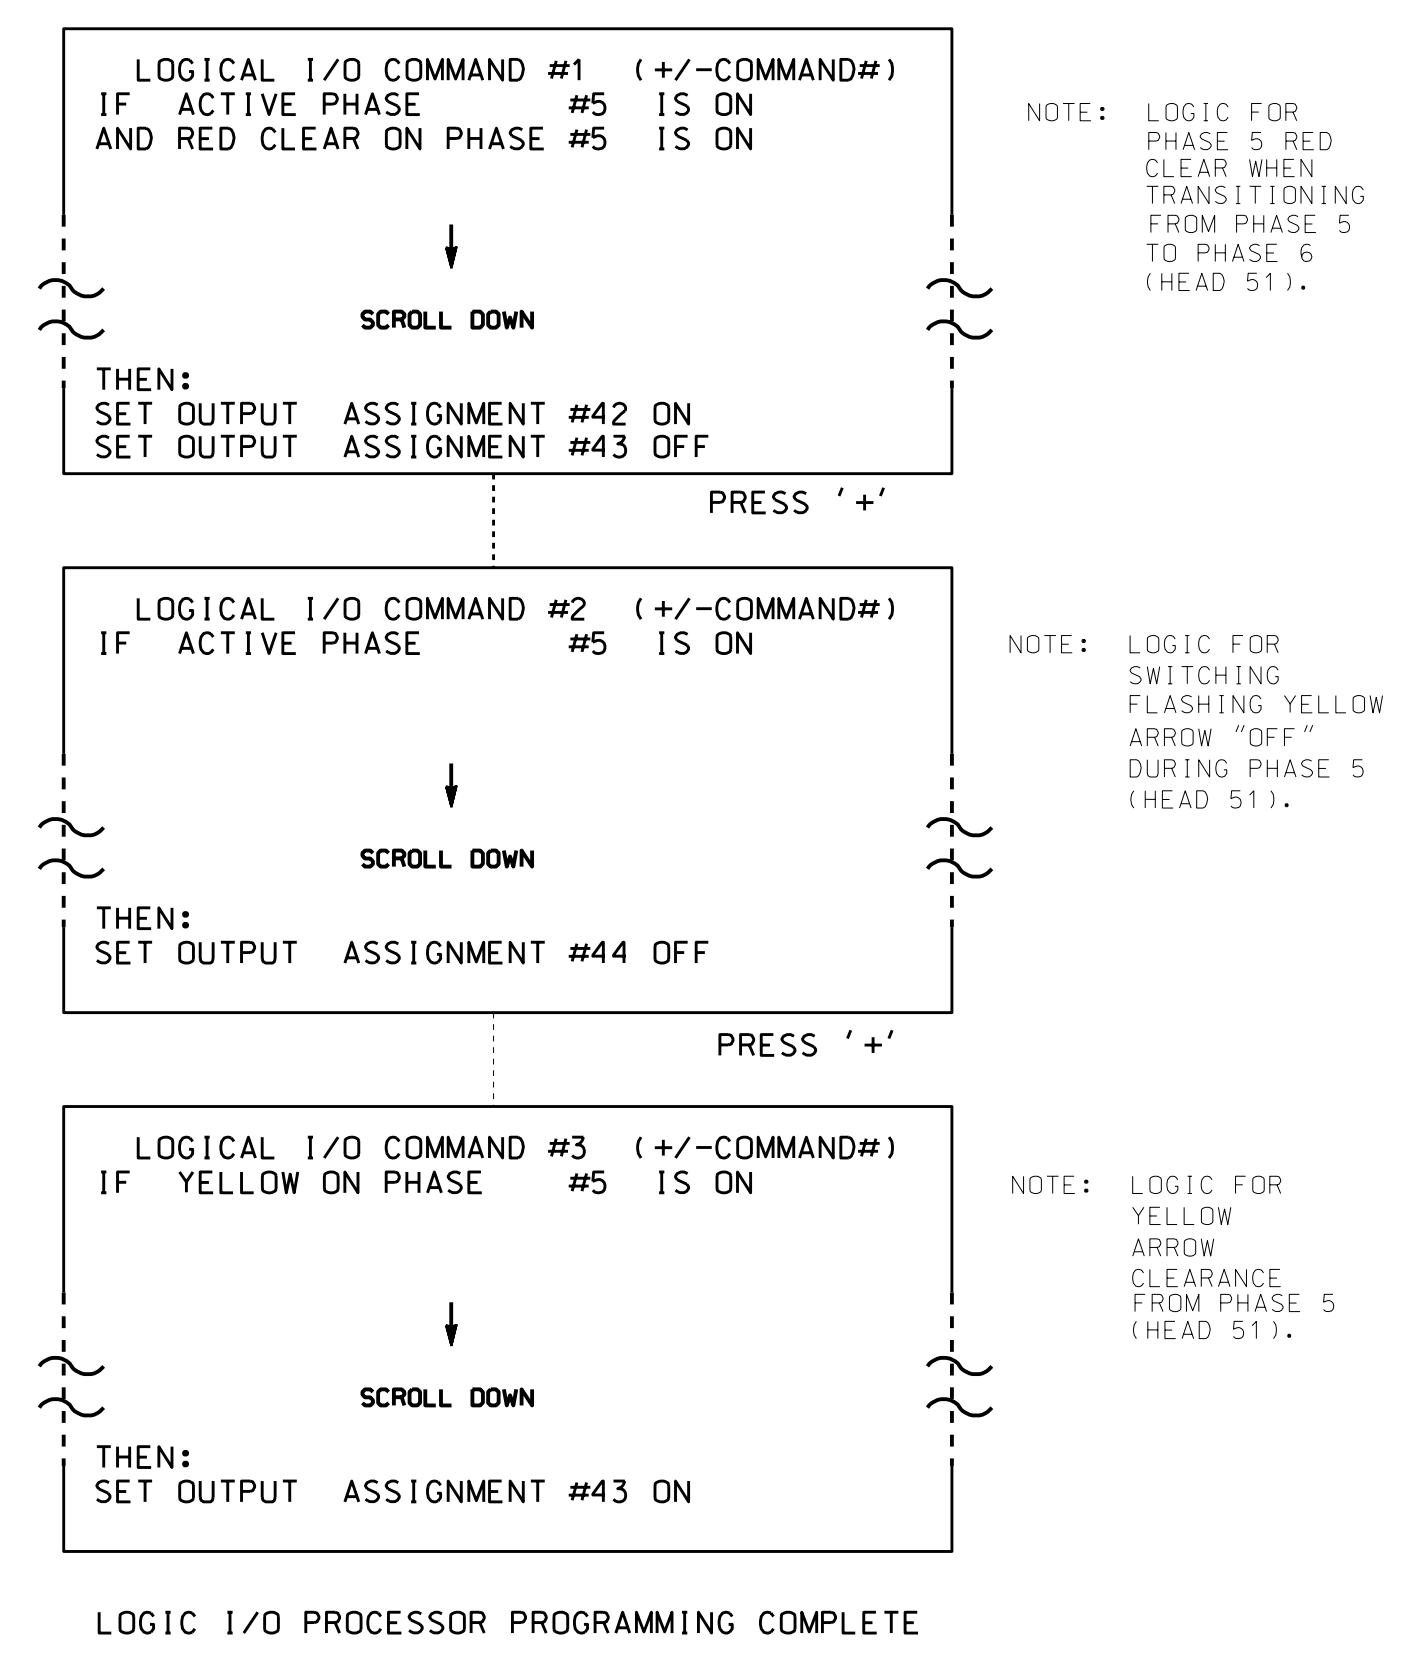 LOGICAL I/O COMMAND #1 (+/-COMMAND#)
IF ACTIVE PHASE #5 IS ON
AND RED CLEAR ON PHASE #5 IS ON
SCROLL DOWN
THEN:
SET OUTPUT ASSIGNMENT #42 ON
SET OUTPUT ASSIGNMENT #43 OFF
NOTE: LOGIC FOR
PHASE 5 RED
CLEAR WHEN
TRANSITIONING
FROM PHASE 5
TO PHASE 6
(HEAD 51).
PRESS '+'
LOGICAL I/O COMMAND #2 (+/-COMMAND#)
IF ACTIVE PHASE #5 IS ON
SCROLL DOWN
THEN:
SET OUTPUT ASSIGNMENT #44 OFF
NOTE: LOGIC FOR
SWITCHING
FLASHING YELLOW
ARROW "OFF"
DURING PHASE 5
(HEAD 51).
PRESS '+'
LOGICAL I/O COMMAND #3 (+/-COMMAND#)
IF YELLOW ON PHASE #5 IS ON
SCROLL DOWN
THEN:
SET OUTPUT ASSIGNMENT #43 ON
NOTE: LOGIC FOR
YELLOW
ARROW
CLEARANCE
FROM PHASE 5
(HEAD 51).
LOGIC I/O PROCESSOR PROGRAMMING COMPLETE